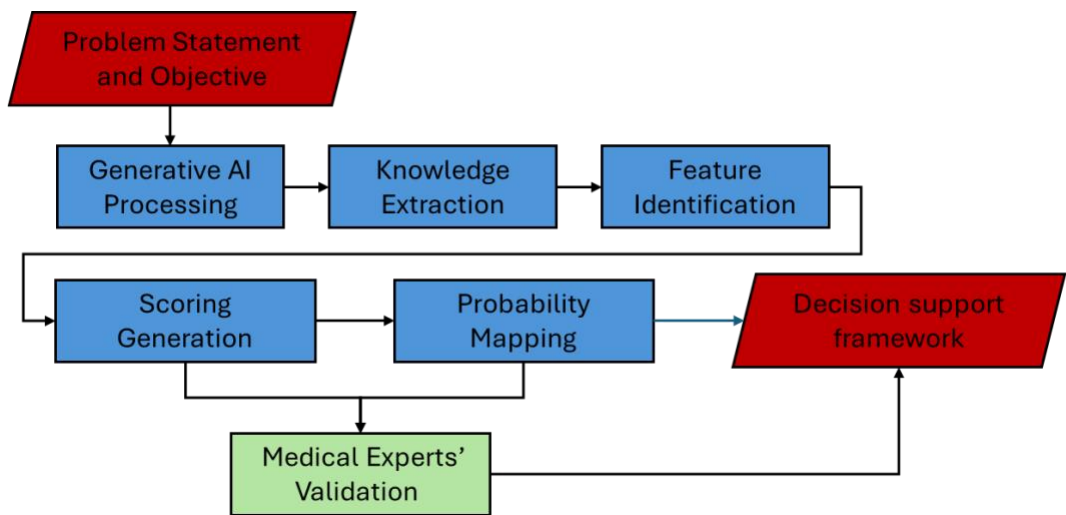 Problem Statement
and Objective
Generative AI
Processing
Knowledge
Extraction
Feature
Identification
Scoring
Generation
Probability
Mapping
Decision support
framework
Medical Experts’
Validation